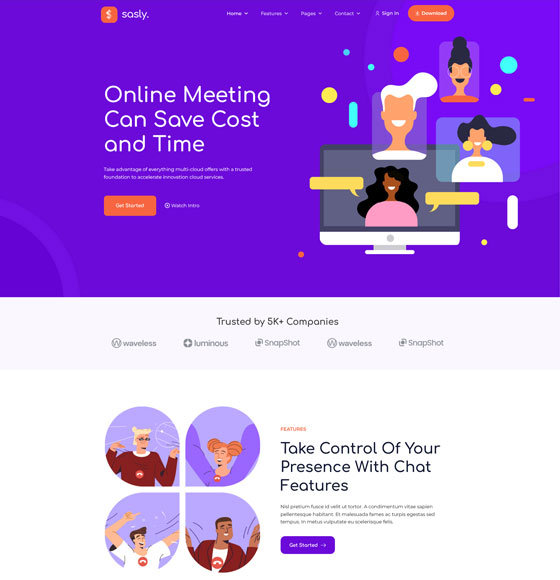 $ sasly.
Home Features Pages Contact Sign In Download
Online Meeting
Can Save Cost
and Time
Take advantage of everything multi-cloud offers with a trusted
foundation to accelerate innovation cloud services.
Get Started Watch Intro
Trusted by 5K+ Companies
waveless luminous SnapShot waveless SnapShot
FEATURES
Take Control Of Your
Presence With Chat
Features
Nisl pretium fusce id velit ut tortor. A condimentum vitae sapien
pellentesque habitant. Et malesuada fames ac turpis egestas sed
tempus. In metus vulputate eu scelerisque felis.
Get Started →